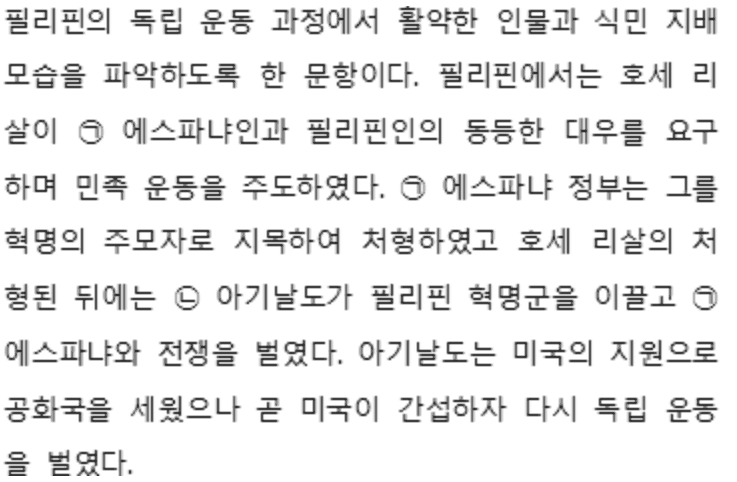 필리핀의 독립 운동 과정에서 활약한 인물과 식민 지배
모습을 파악하도록 한 문항이다. 필리핀에서는 호세 리
살이 ㉠ 에스파냐인과 필리핀인의 동등한 대우를 요구
하며 민족 운동을 주도하였다. ㉠ 에스파냐 정부는 그를
혁명의 주모자로 지목하여 처형하였고 호세 리살의 처
형된 뒤에는 ㉡ 아기날도가 필리핀 혁명군을 이끌고 ㉠
에스파냐와 전쟁을 벌였다. 아기날도는 미국의 지원으로
공화국을 세웠으나 곧 미국이 간섭하자 다시 독립 운동
을 벌였다.